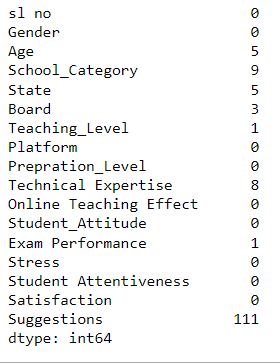 sl no 0
Gender 0
Age 5
School_Category 9
State 5
Board 3
Teaching_Level 1
Platform 0
Prepration_Level 0
Technical Expertise 8
Online Teaching Effect 0
Student_Attitude 0
Exam Performance 1
Stress 0
Student Attentiveness 0
Satisfaction 0
Suggestions 111
dtype: int64